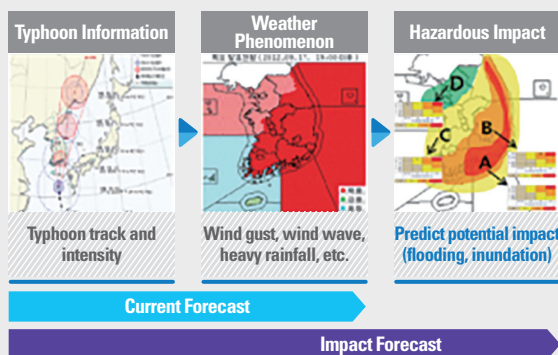 Typhoon Information
Weather
Phenomenon
Hazardous Impact
D
C
B
A
Typhoon track and
intensity
Wind gust, wind wave,
heavy rainfall, etc.
Predict potential impact
(flooding, inundation)
Current Forecast
Impact Forecast